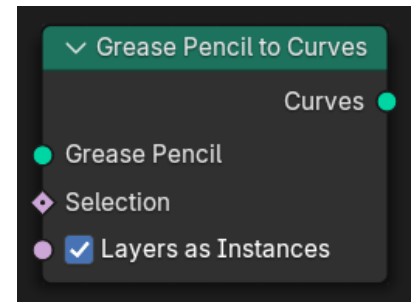 Grease Pencil to Curves
Curves
Grease Pencil
Selection
Layers as Instances